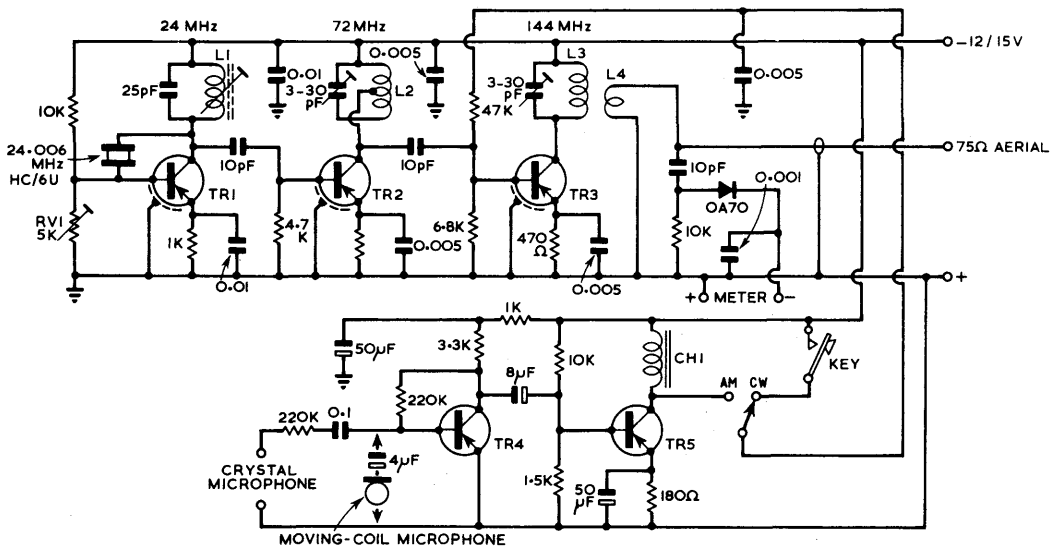 24 MHz
72 MHz
144 MHz
-12/15V
L1
25pF
10K
0.01
3-30
pF
L2
0.005
47K
3-30
pF
L3
L4
0.005
24.006
MHz
HC/6U
10pF
10pF
10pF
75Ω AERIAL
TR1
TR2
TR3
OA70
0.001
RV1
5K
1K
0.01
4.7
K
0.005
6.8K
470
Ω
0.005
10K
+
+ METER -
50µF
1K
3.3K
8µF
10K
CH1
KEY
AM CW
220K
220K
0.1
TR4
TR5
4µF
CRYSTAL
MICROPHONE
1.5K
50
µF
180Ω
MOVING-COIL MICROPHONE